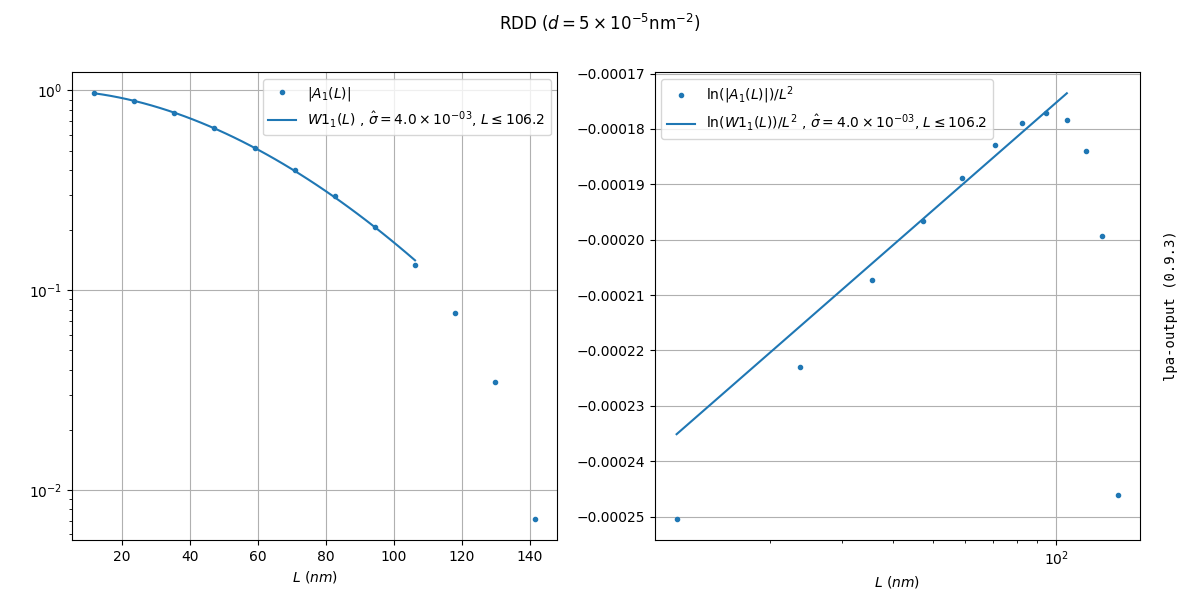 RDD (d = 5 × 10⁻⁵nm⁻²)
|A₁(L)|
W1₁(L) , σ̂ = 4.0 × 10⁻⁰³, L ≤ 106.2
10⁰
10⁻¹
10⁻²
20 40 60 80 100 120 140
L (nm)
ln(|A₁(L)|)/L²
ln(W1₁(L))/L² , σ̂ = 4.0 × 10⁻⁰³, L ≤ 106.2
−0.00017
−0.00018
−0.00019
−0.00020
−0.00021
−0.00022
−0.00023
−0.00024
−0.00025
10²
L (nm)
lpa-output (0.9.3)